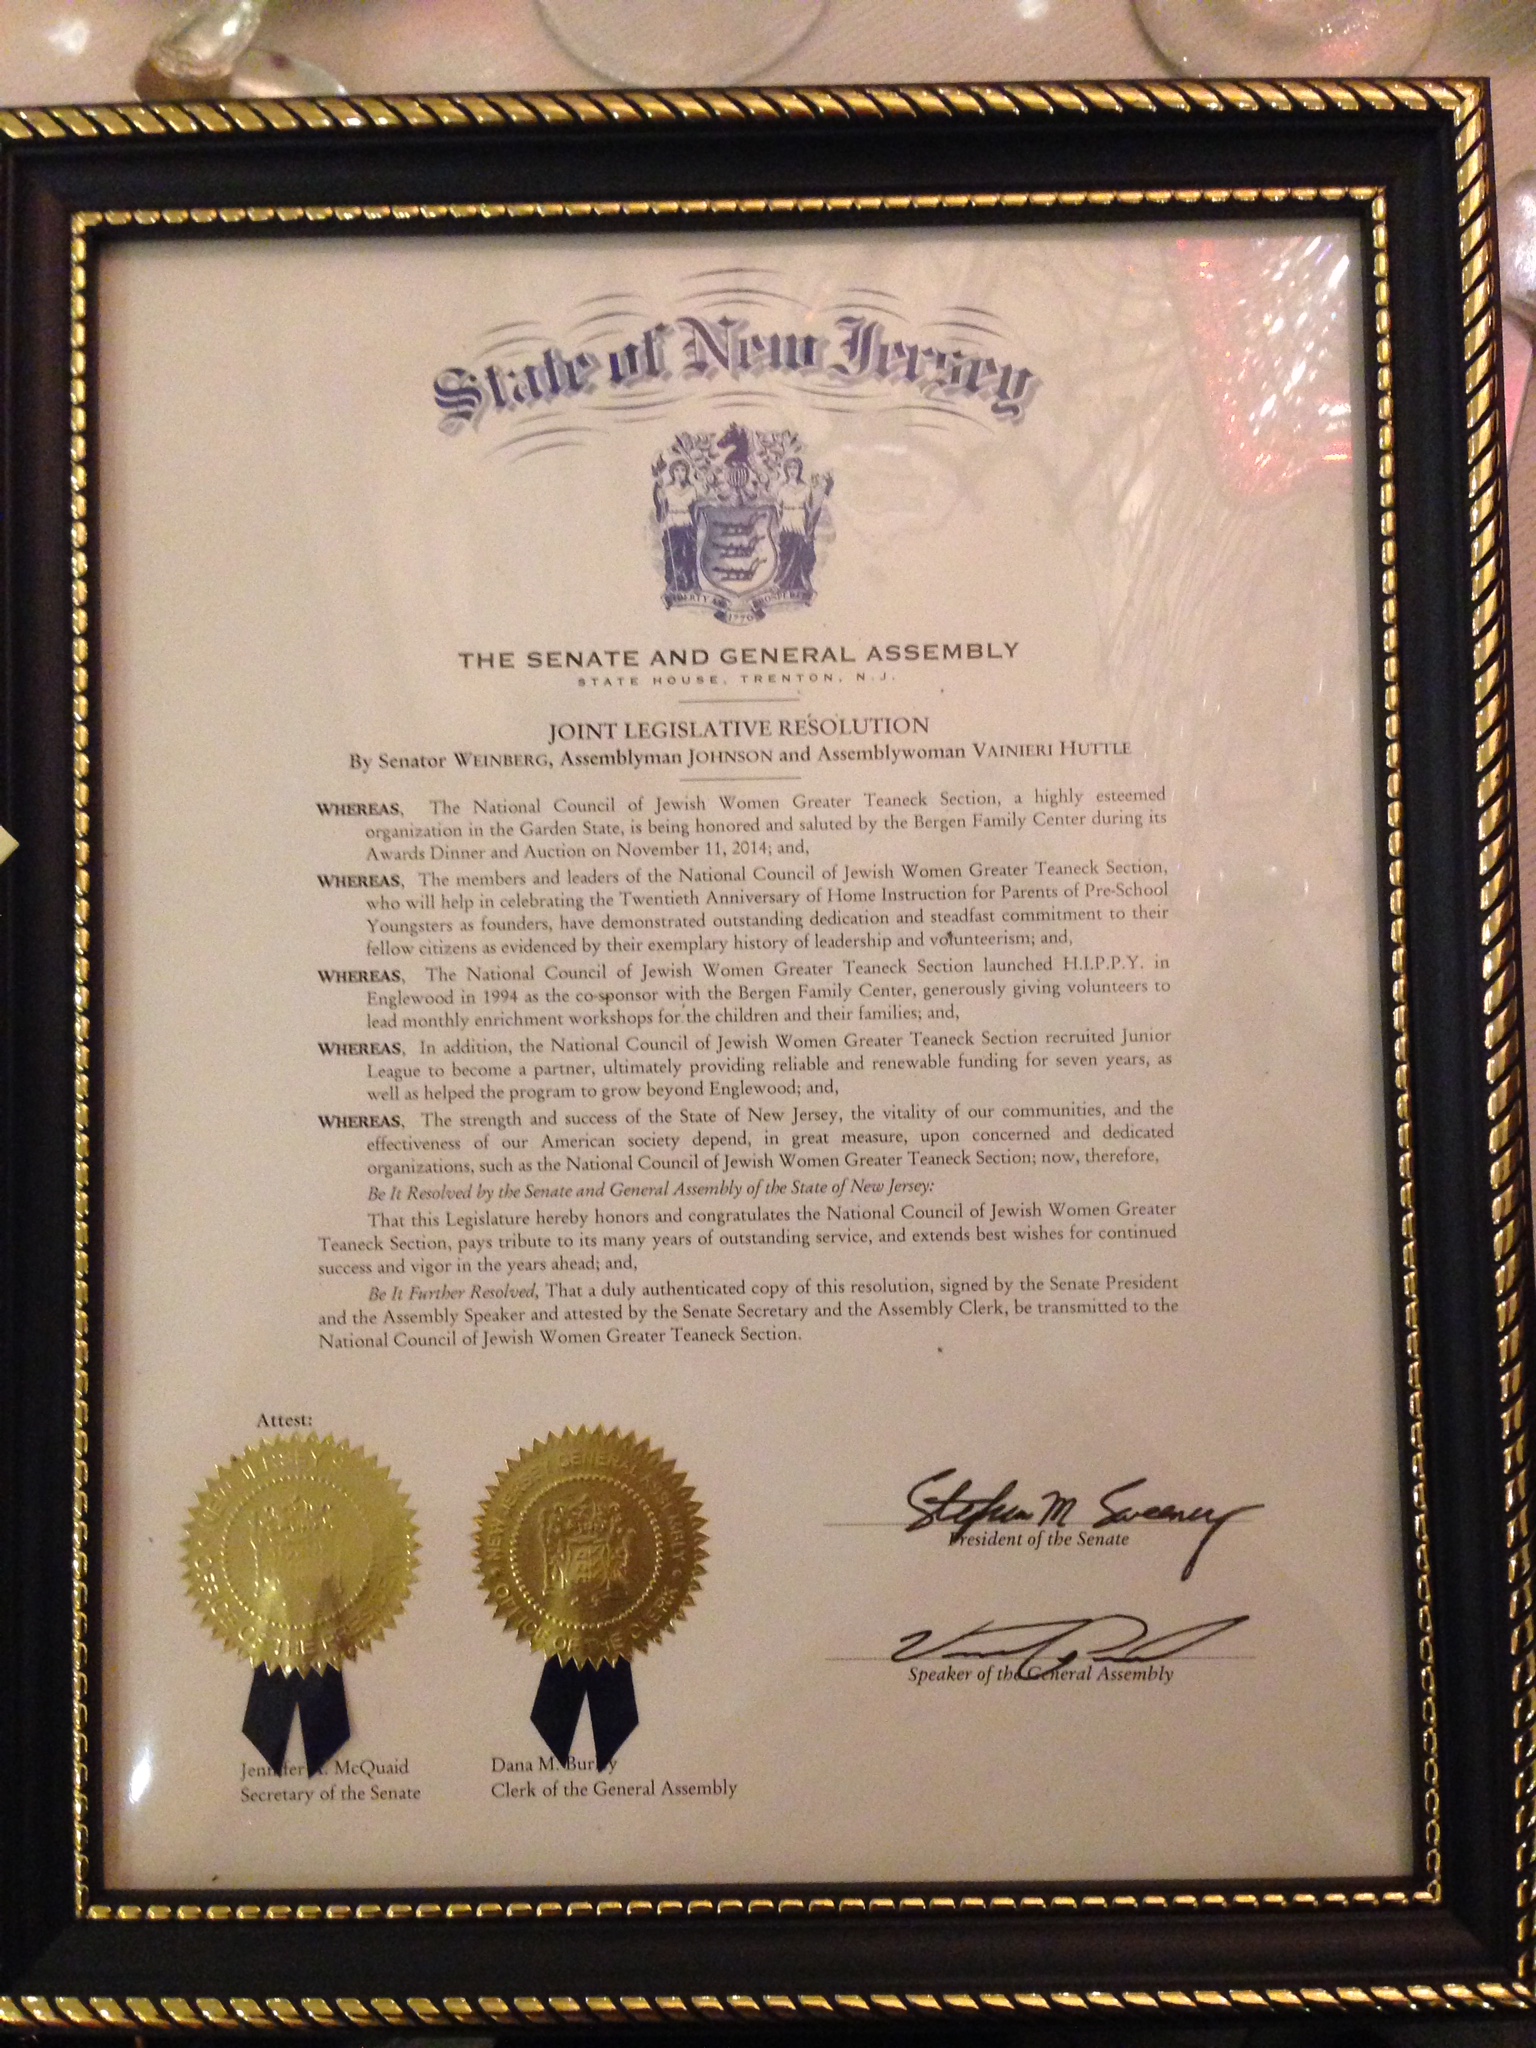 State of New Jersey
LIBERTY AND PROSPERITY
1776
THE SENATE AND GENERAL ASSEMBLY
STATE HOUSE, TRENTON, N.J.
JOINT LEGISLATIVE RESOLUTION
By Senator WEINBERG, Assemblyman JOHNSON and Assemblywoman VAINIERI HUTTLE
WHEREAS, The National Council of Jewish Women Greater Teaneck Section, a highly esteemed
organization in the Garden State, is being honored and saluted by the Bergen Family Center during its
Awards Dinner and Auction on November 11, 2014; and,
WHEREAS, The members and leaders of the National Council of Jewish Women Greater Teaneck Section,
who will help in celebrating the Twentieth Anniversary of Home Instruction for Parents of Pre-School
Youngsters as founders, have demonstrated outstanding dedication and steadfast commitment to their
fellow citizens as evidenced by their exemplary history of leadership and volunteerism; and,
WHEREAS, The National Council of Jewish Women Greater Teaneck Section launched H.I.P.P.Y. in
Englewood in 1994 as the co-sponsor with the Bergen Family Center, generously giving volunteers to
lead monthly enrichment workshops for the children and their families; and,
WHEREAS, In addition, the National Council of Jewish Women Greater Teaneck Section recruited Junior
League to become a partner, ultimately providing reliable and renewable funding for seven years, as
well as helped the program to grow beyond Englewood; and,
WHEREAS, The strength and success of the State of New Jersey, the vitality of our communities, and the
effectiveness of our American society depend, in great measure, upon concerned and dedicated
organizations, such as the National Council of Jewish Women Greater Teaneck Section; now, therefore,
Be It Resolved by the Senate and General Assembly of the State of New Jersey:
That this Legislature hereby honors and congratulates the National Council of Jewish Women Greater
Teaneck Section, pays tribute to its many years of outstanding service, and extends best wishes for continued
success and vigor in the years ahead; and,
Be It Further Resolved, That a duly authenticated copy of this resolution, signed by the Senate President
and the Assembly Speaker and attested by the Senate Secretary and the Assembly Clerk, be transmitted to the
National Council of Jewish Women Greater Teaneck Section.
Attest:
NEW JERSEY
OF THE
NEW JERSEY GENERAL ASSEMBLY
OFFICE OF THE CLERK
Stephen M Sweeney
President of the Senate
Speaker of the General Assembly
McQuaid
Secretary of the Senate
Dana M.
Clerk of the General Assembly